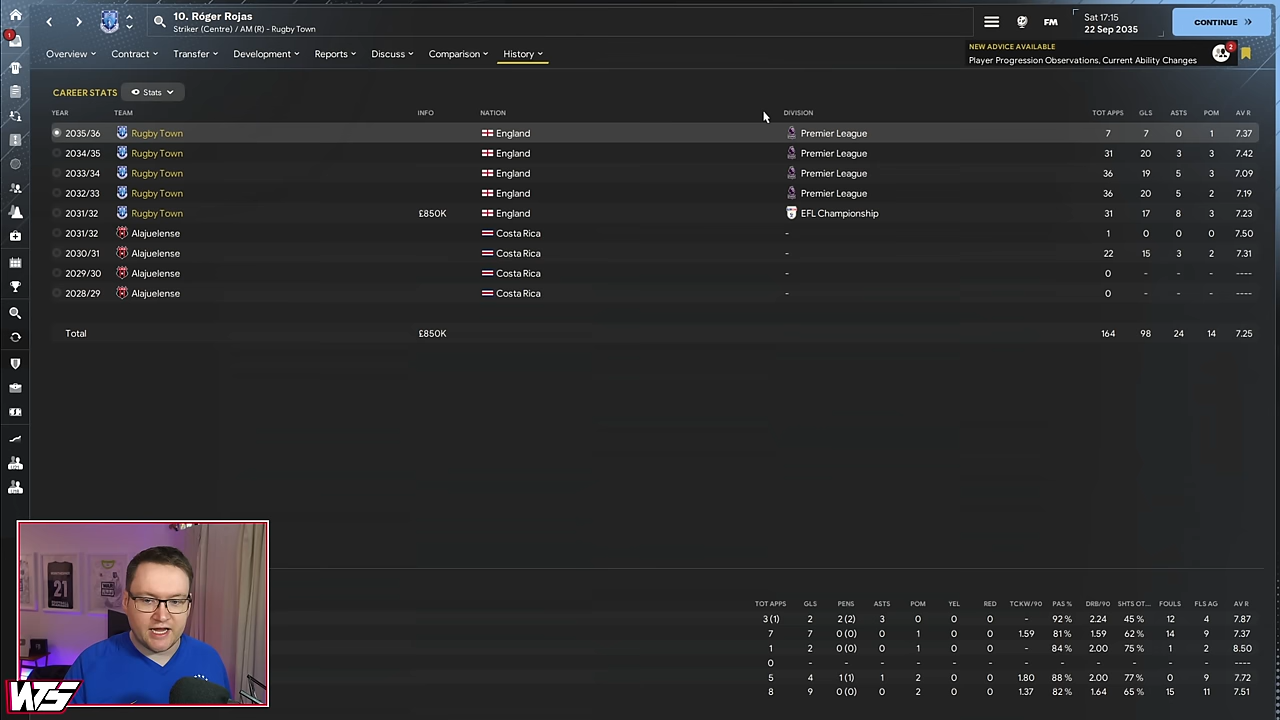 10. Róger Rojas
Striker (Centre) / AM (R) - Rugby Town
FM
Sat 17:15
22 Sep 2035
CONTINUE
1
Overview Contract Transfer Development Reports Discuss Comparison History
NEW ADVICE AVAILABLE
Player Progression Observations, Current Ability Changes
2
CAREER STATS Stats
YEAR TEAM INFO NATION DIVISION TOT APPS GLS ASTS POM AV R
2035/36 Rugby Town England Premier League 7 7 0 1 7.37
2034/35 Rugby Town England Premier League 31 20 3 3 7.42
2033/34 Rugby Town England Premier League 36 19 5 3 7.09
2032/33 Rugby Town England Premier League 36 20 5 2 7.19
2031/32 Rugby Town £850K England EFL Championship 31 17 8 3 7.23
2031/32 Alajuelense Costa Rica - 1 0 0 0 7.50
2030/31 Alajuelense Costa Rica - 22 15 3 2 7.31
2029/30 Alajuelense Costa Rica - 0 - - - ----
2028/29 Alajuelense Costa Rica - 0 - - - ----
Total £850K 164 98 24 14 7.25
TOT APPS GLS PENS ASTS POM YEL RED TCKW/90 PAS % DRB/90 SHTS OT... FOULS FLS AG AV R
3 (1) 2 2 (2) 3 0 0 0 - 92 % 2.24 45 % 12 4 7.87
7 7 0 (0) 0 1 0 0 1.59 81 % 1.59 62 % 14 9 7.37
1 2 0 (0) 0 1 0 0 - 84 % 2.00 75 % 1 2 8.50
0 - - - - - - - - - - - - ----
5 4 1 (1) 1 2 0 0 1.80 88 % 2.00 77 % 0 9 7.72
8 9 0 (0) 0 2 0 0 1.37 82 % 1.64 65 % 15 11 7.51
21
WTS